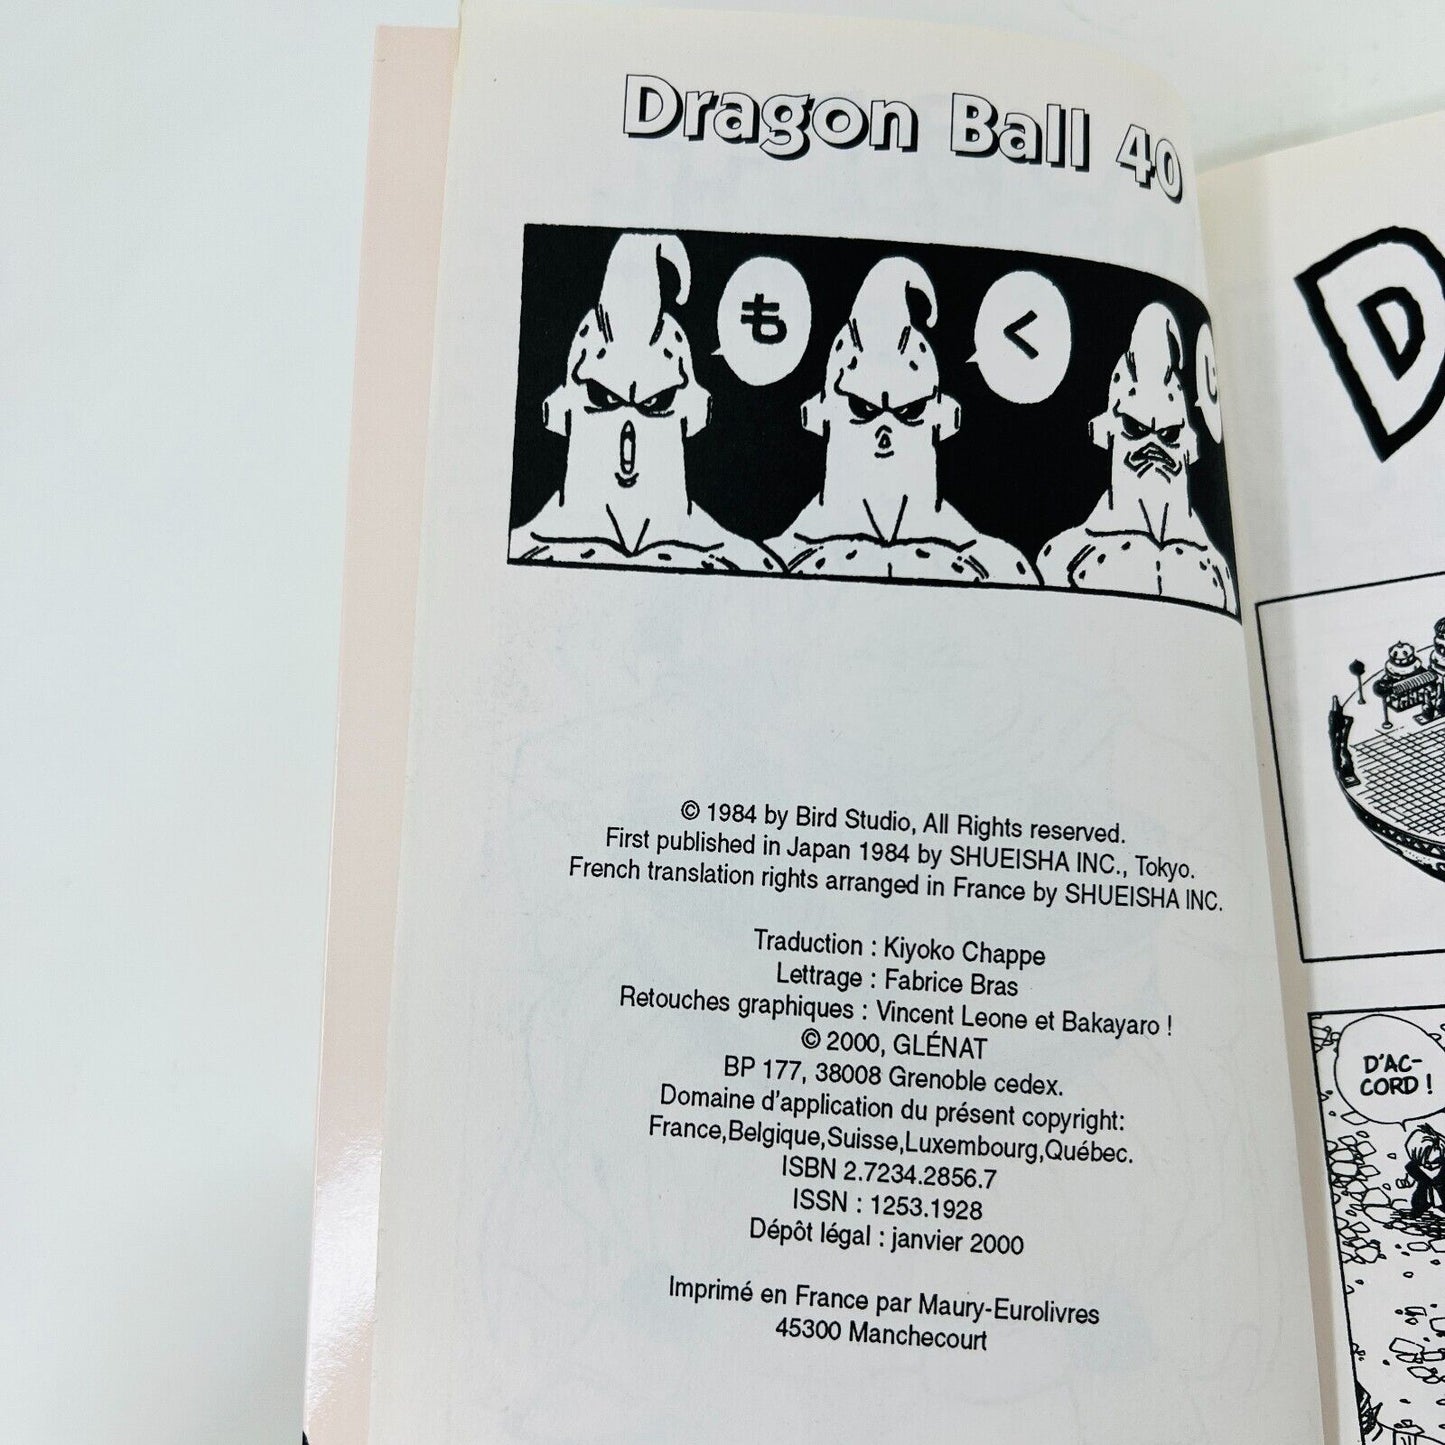 Dragon Ball 40
も
く
D
© 1984 by Bird Studio, All Rights reserved.
First published in Japan 1984 by SHUEISHA INC., Tokyo.
French translation rights arranged in France by SHUEISHA INC.
Traduction : Kiyoko Chappe
Lettrage : Fabrice Bras
Retouches graphiques : Vincent Leone et Bakayaro !
© 2000, GLÉNAT
BP 177, 38008 Grenoble cedex.
Domaine d'application du présent copyright:
France,Belgique,Suisse,Luxembourg,Québec.
ISBN 2.7234.2856.7
ISSN : 1253.1928
Dépôt légal : janvier 2000
Imprimé en France par Maury-Eurolivres
45300 Manchecourt
D'AC-
CORD !